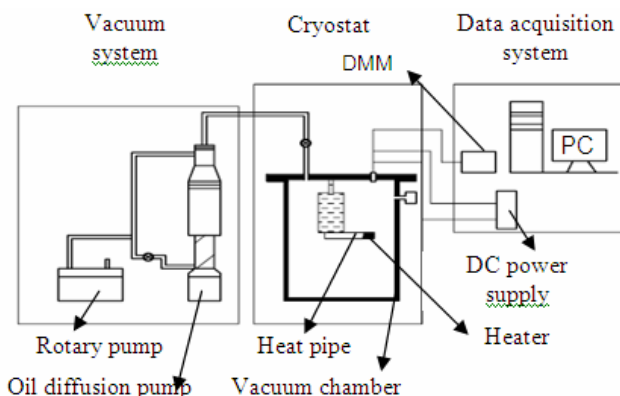 Vacuum
system
Cryostat
Data acquisition
system
DMM
PC
DC power
supply
Rotary pump
Heat pipe
Heater
Oil diffusion pump
Vacuum chamber